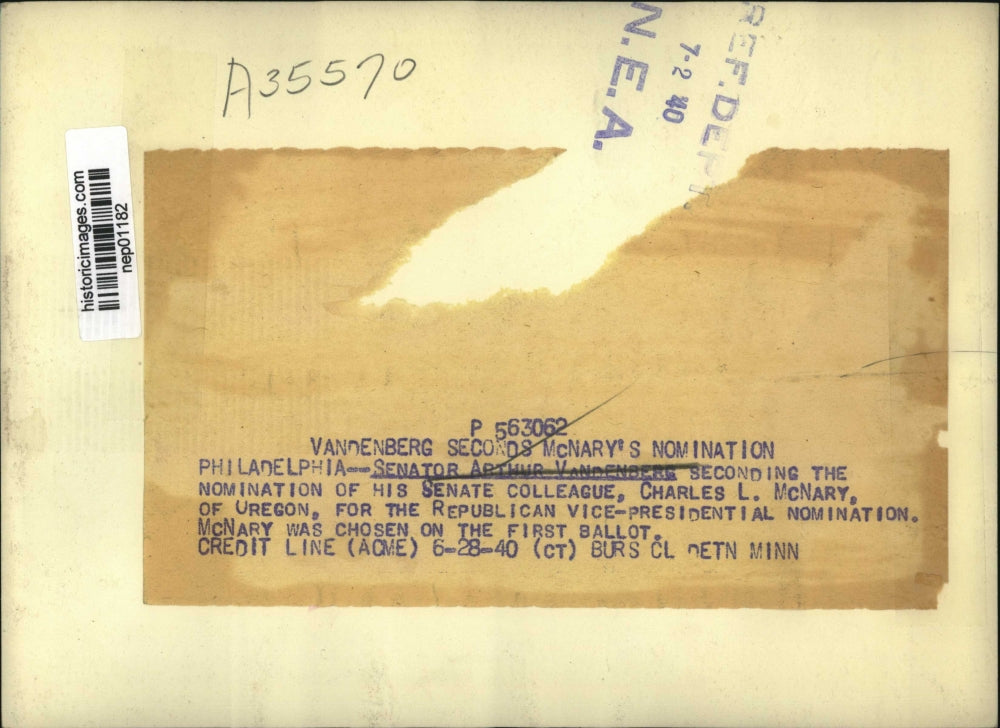 A35570
N.E.A.
REF. DEPT.
7-2 '40
historicimages.com
nep01182
P 563062
VANDENBERG SECONDS McNARY'S NOMINATION
PHILADELPHIA--SENATOR ARTHUR VANDENBERG SECONDING THE
NOMINATION OF HIS SENATE COLLEAGUE, CHARLES L. McNARY,
OF OREGON, FOR THE REPUBLICAN VICE-PRESIDENTIAL NOMINATION.
McNARY WAS CHOSEN ON THE FIRST BALLOT.
CREDIT LINE (ACME) 6-28-40 (CT) BURS CL DETN MINN